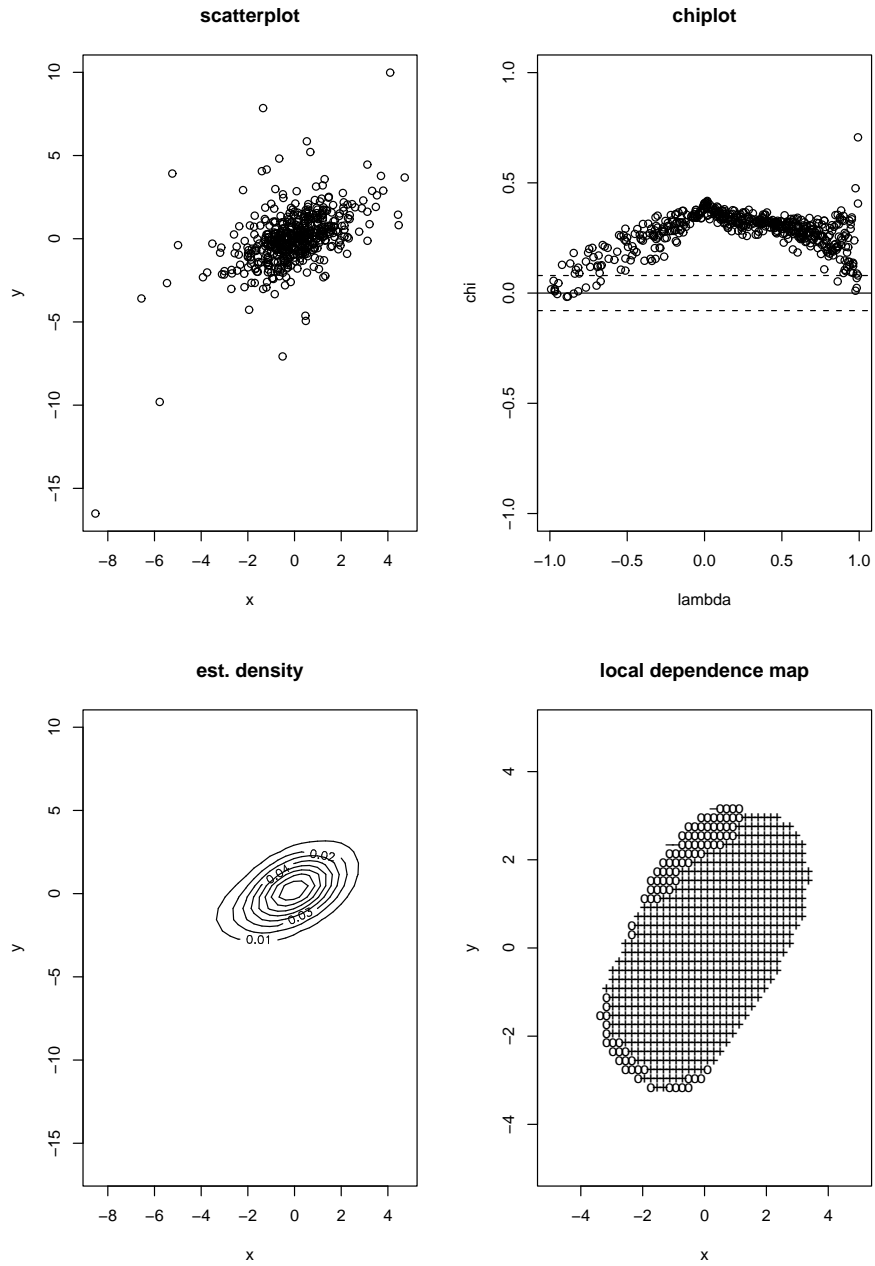 scatterplot
10
5
0
−5
−10
−15
y
−8 −6 −4 −2 0 2 4
x
chiplot
1.0
0.5
0.0
−0.5
−1.0
chi
−1.0 −0.5 0.0 0.5 1.0
lambda
est. density
10
5
0
−5
−10
−15
y
0.02
0.04
0.03
0.01
−8 −6 −4 −2 0 2 4
x
local dependence map
4
2
0
−2
−4
y
−4 −2 0 2 4
x